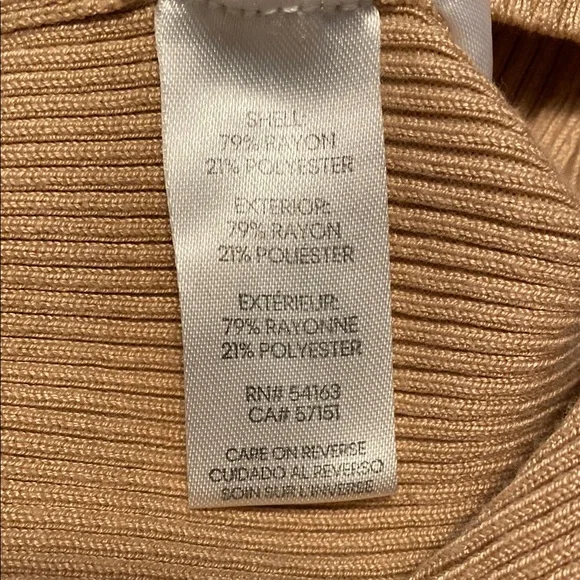 SHELL:
79% RAYON
21% POLYESTER
EXTERIOR:
79% RAYON
21% POLIESTER
EXTÉRIEUR:
79% RAYONNE
21% POLYESTER
RN# 54163
CA# 57151
CARE ON REVERSE
CUIDADO AL REVERSO
SOIN SUR L'INVERSE